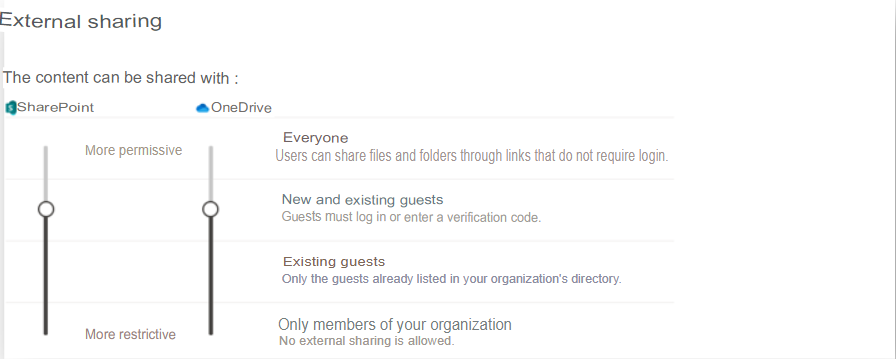 External sharing
The content can be shared with :
SharePoint OneDrive
Everyone
More permissive
Users can share files and folders through links that do not require login.
New and existing guests
Guests must log in or enter a verification code.
Existing guests
Only the guests already listed in your organization's directory.
Only members of your organization
More restrictive
No external sharing is allowed.